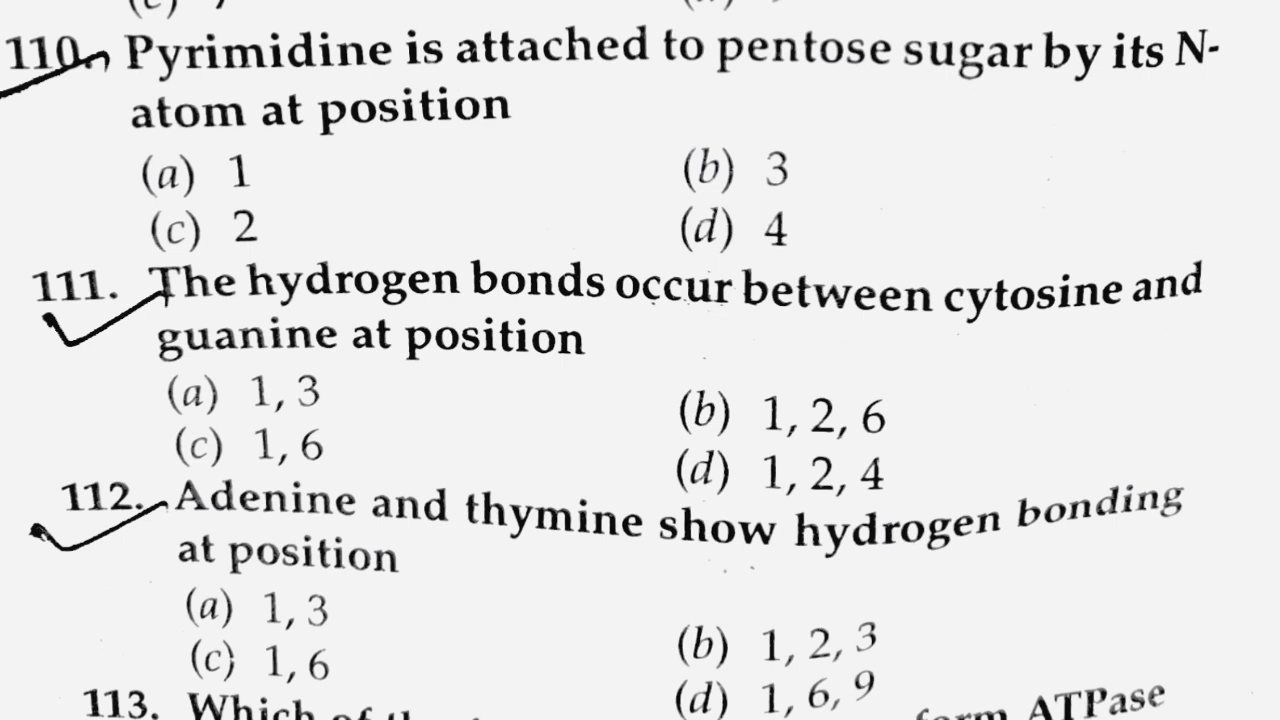 110. Pyrimidine is attached to pentose sugar by its N-
atom at position
(a) 1 (b) 3
(c) 2 (d) 4
111. The hydrogen bonds occur between cytosine and
guanine at position
(a) 1, 3 (b) 1, 2, 6
(c) 1, 6 (d) 1, 2, 4
112. Adenine and thymine show hydrogen bonding
at position
(a) 1, 3 (b) 1, 2, 3
(c) 1, 6 (d) 1, 6, 9
113. Which of form ATPase